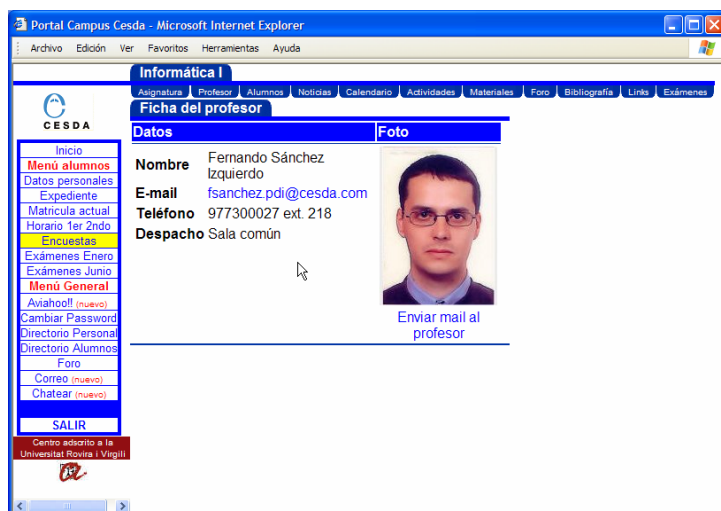 Portal Campus Cesda - Microsoft Internet Explorer
Archivo Edición Ver Favoritos Herramientas Ayuda
Informática I
Asignatura Profesor Alumnos Noticias Calendario Actividades Materiales Foro Bibliografía Links Exámenes
Ficha del profesor
CESDA
Inicio
Menú alumnos
Datos personales
Expediente
Matricula actual
Horario 1er 2ndo
Encuestas
Exámenes Enero
Exámenes Junio
Menú General
Aviahoo!! (nuevo)
Cambiar Password
Directorio Personal
Directorio Alumnos
Foro
Correo (nuevo)
Chatear (nuevo)
SALIR
Centro adscrito a la
Universitat Rovira i Virgili
Datos Foto
Nombre Fernando Sánchez
Izquierdo
E-mail fsanchez.pdi@cesda.com
Teléfono 977300027 ext. 218
Despacho Sala común
Enviar mail al
profesor